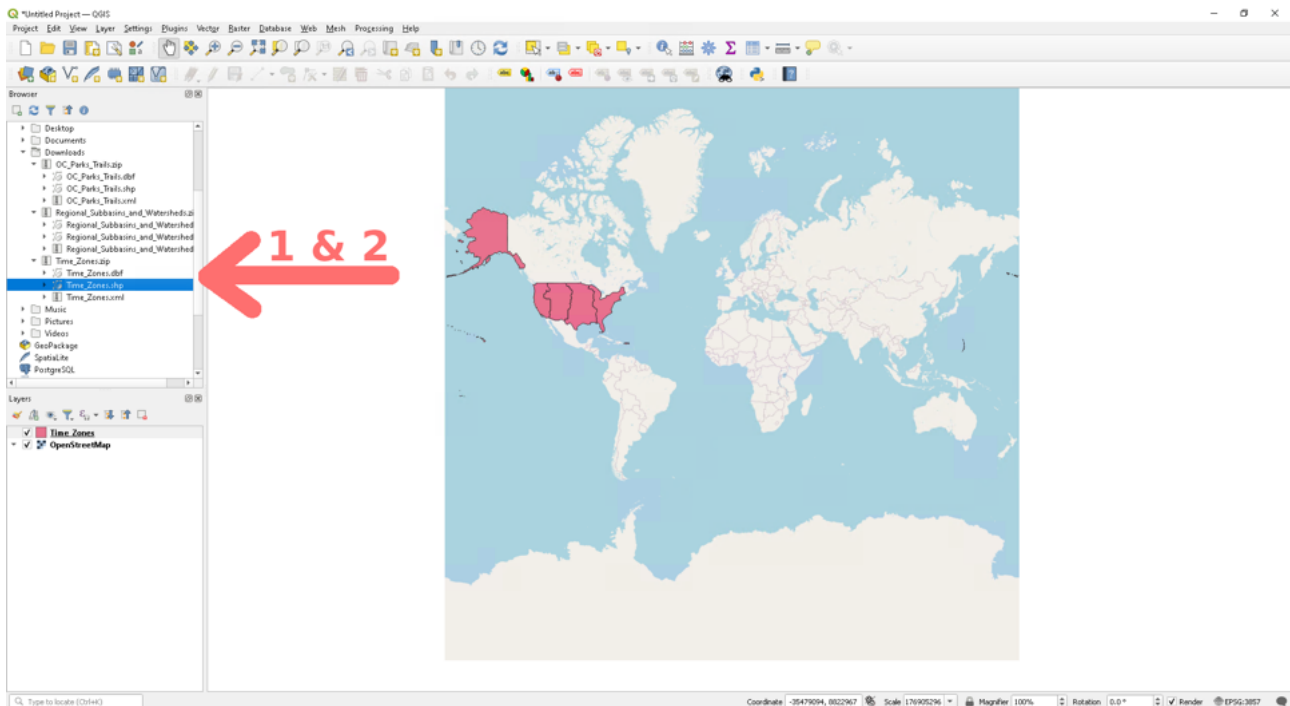 *Untitled Project — QGIS
Project Edit View Layer Settings Plugins Vector Raster Database Web Mesh Processing Help
Browser
Desktop
Documents
Downloads
OC_Parks_Trails.zip
OC_Parks_Trails.dbf
OC_Parks_Trails.shp
OC_Parks_Trails.xml
Regional_Subbasins_and_Watersheds.zi
Regional_Subbasins_and_Watershed
Regional_Subbasins_and_Watershed
Regional_Subbasins_and_Watershed
Time_Zones.zip
Time_Zones.dbf
Time_Zones.shp
Time_Zones.xml
Music
Pictures
Videos
GeoPackage
SpatiaLite
PostgreSQL
1 & 2
Layers
Time_Zones
OpenStreetMap
Type to locate (Ctrl+K)
Coordinate -35479094, 8822967 Scale 176905296 Magnifier 100% Rotation 0.0 ° Render EPSG:3857